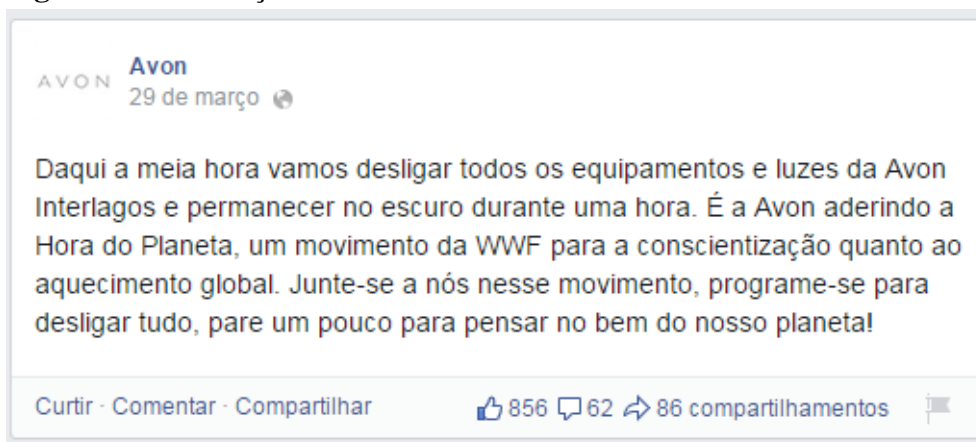 AVON
Avon
29 de março
Daqui a meia hora vamos desligar todos os equipamentos e luzes da Avon
Interlagos e permanecer no escuro durante uma hora. É a Avon aderindo a
Hora do Planeta, um movimento da WWF para a conscientização quanto ao
aquecimento global. Junte-se a nós nesse movimento, programe-se para
desligar tudo, pare um pouco para pensar no bem do nosso planeta!
Curtir · Comentar · Compartilhar 856 62 86 compartilhamentos